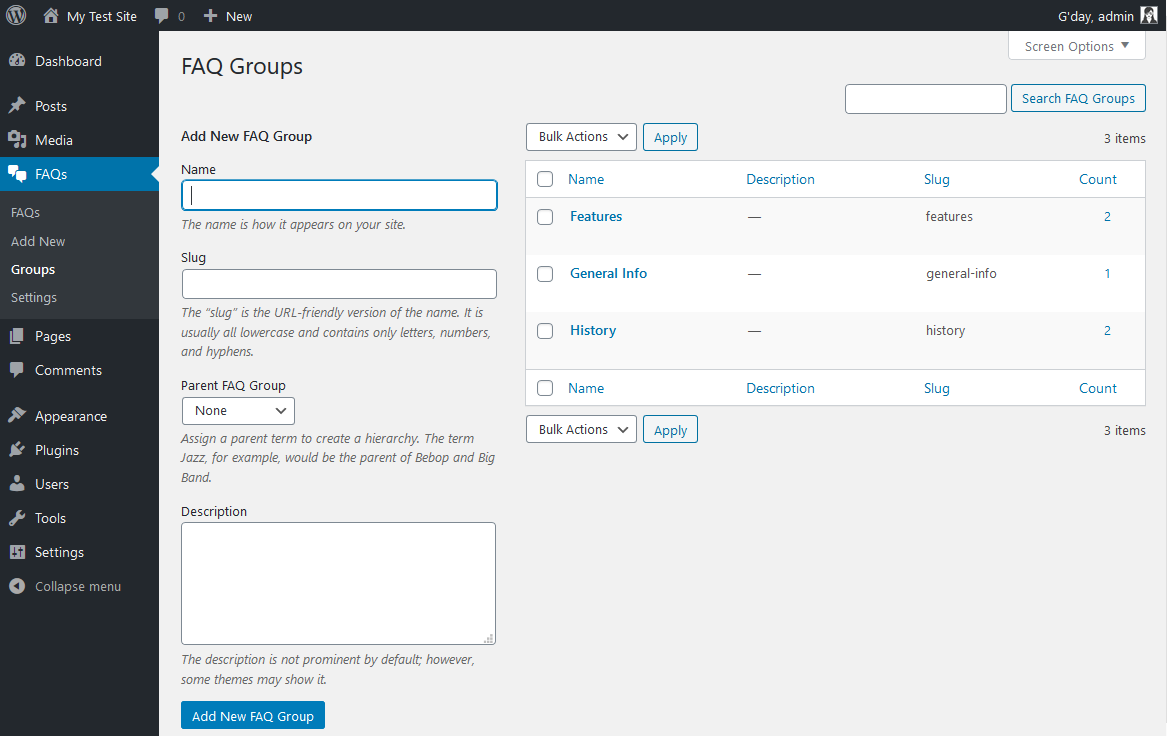 My Test Site 0 New G'day, admin
Dashboard
Posts
Media
FAQs
FAQs
Add New
Groups
Settings
Pages
Comments
Appearance
Plugins
Users
Tools
Settings
Collapse menu
Screen Options
FAQ Groups
Search FAQ Groups
Add New FAQ Group
Name
The name is how it appears on your site.
Slug
The “slug” is the URL-friendly version of the name. It is
usually all lowercase and contains only letters, numbers,
and hyphens.
Parent FAQ Group
None
Assign a parent term to create a hierarchy. The term
Jazz, for example, would be the parent of Bebop and Big
Band.
Description
The description is not prominent by default; however,
some themes may show it.
Add New FAQ Group
Bulk Actions Apply 3 items
Name Description Slug Count
Features — features 2
General Info — general-info 1
History — history 2
Name Description Slug Count
Bulk Actions Apply 3 items